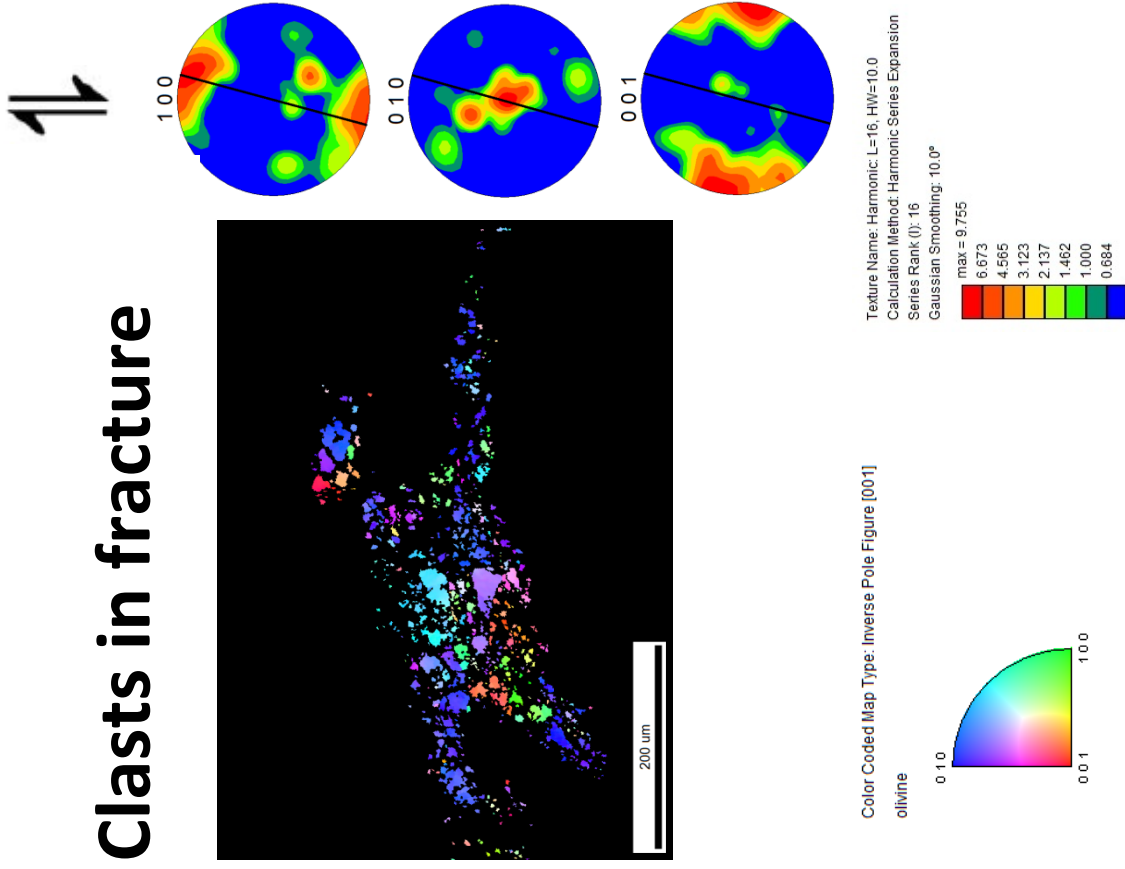 Clasts in fracture
200 um
1 0 0
0 1 0
0 0 1
Color Coded Map Type: Inverse Pole Figure [001]
olivine
0 1 0
0 0 1
1 0 0
Texture Name: Harmonic: L=16, HW=10.0
Calculation Method: Harmonic Series Expansion
Series Rank (l): 16
Gaussian Smoothing: 10.0°
max = 9.755
6.673
4.565
3.123
2.137
1.462
1.000
0.684